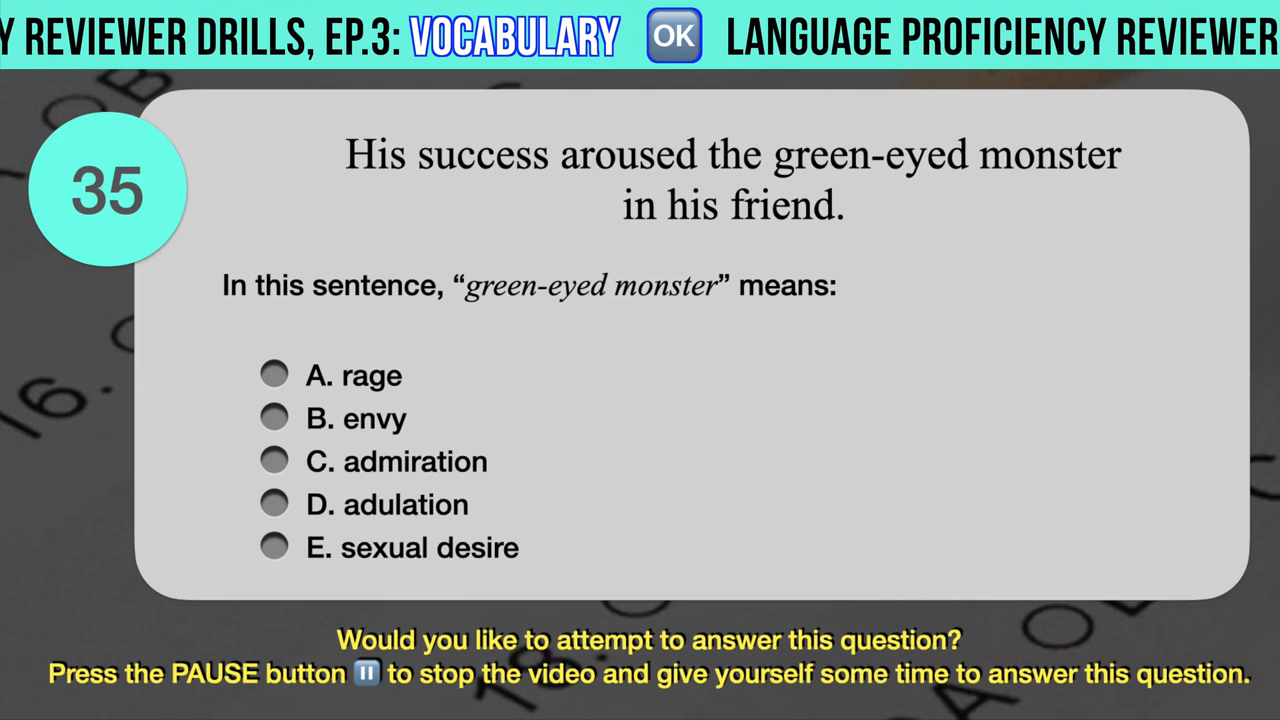 Y REVIEWER DRILLS, EP.3: VOCABULARY 🆗 LANGUAGE PROFICIENCY REVIEWER
35
His success aroused the green-eyed monster
in his friend.
In this sentence, “green-eyed monster” means:
A. rage
B. envy
C. admiration
D. adulation
E. sexual desire
16.
18.
Would you like to attempt to answer this question?
Press the PAUSE button ⏸ to stop the video and give yourself some time to answer this question.